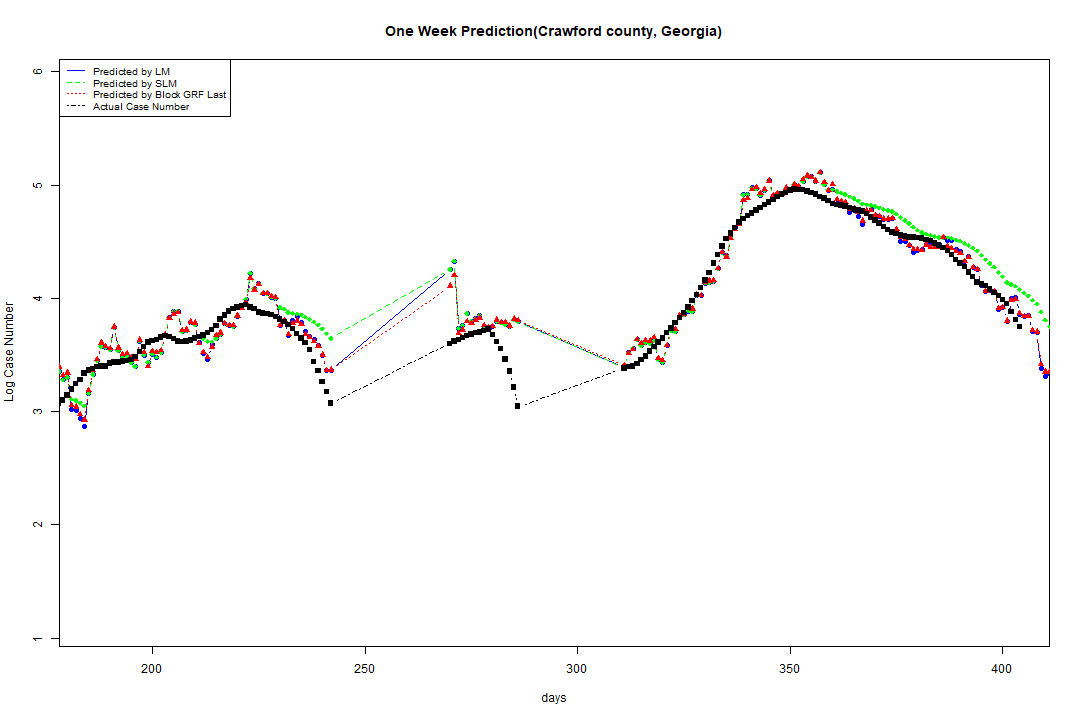 One Week Prediction(Crawford county, Georgia)
Predicted by LM
Predicted by SLM
Predicted by Block GRF Last
Actual Case Number
Log Case Number
6
5
4
3
2
1
200 250 300 350 400
days